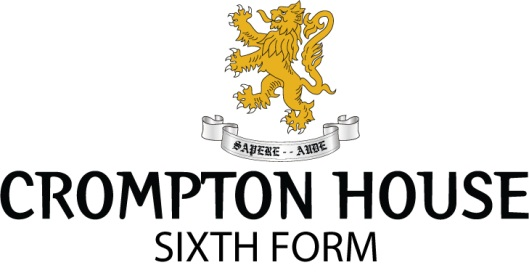 SAPERE -- AUDE
CROMPTON HOUSE
SIXTH FORM